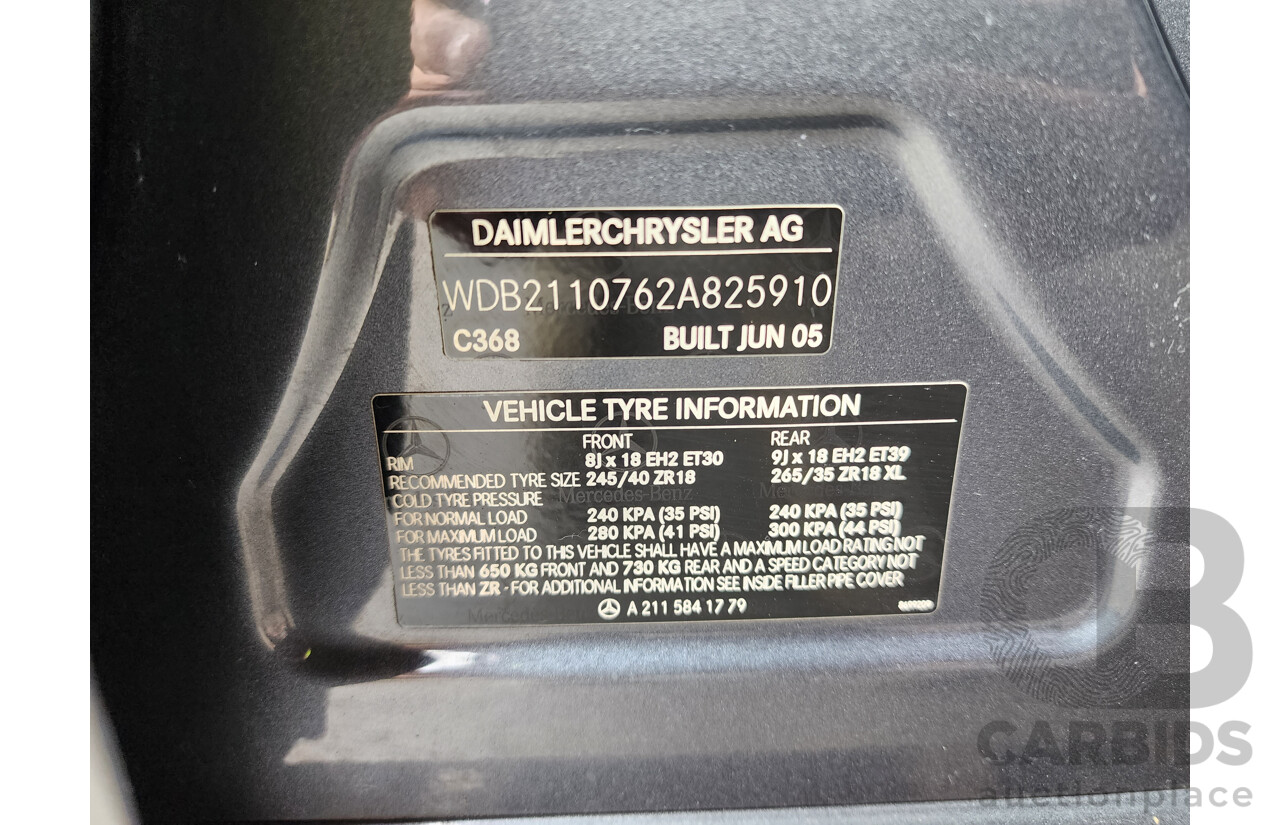 DAIMLERCHRYSLER AG
WDB2110762A825910
C368 BUILT JUN 05
VEHICLE TYRE INFORMATION
FRONT REAR
RIM 8J x 18 EH2 ET30 9J x 18 EH2 ET39
RECOMMENDED TYRE SIZE 245/40 ZR18 265/35 ZR18 XL
COLD TYRE PRESSURE
FOR NORMAL LOAD 240 KPA (35 PSI) 240 KPA (35 PSI)
FOR MAXIMUM LOAD 280 KPA (41 PSI) 300 KPA (44 PSI)
THE TYRES FITTED TO THIS VEHICLE SHALL HAVE A MAXIMUM LOAD RATING NOT
LESS THAN 650 KG FRONT AND 730 KG REAR AND A SPEED CATEGORY NOT
LESS THAN ZR - FOR ADDITIONAL INFORMATION SEE INSIDE FILLER PIPE COVER
A 211 584 17 79
Mercedes-Benz
CARBIDS
auctionplace